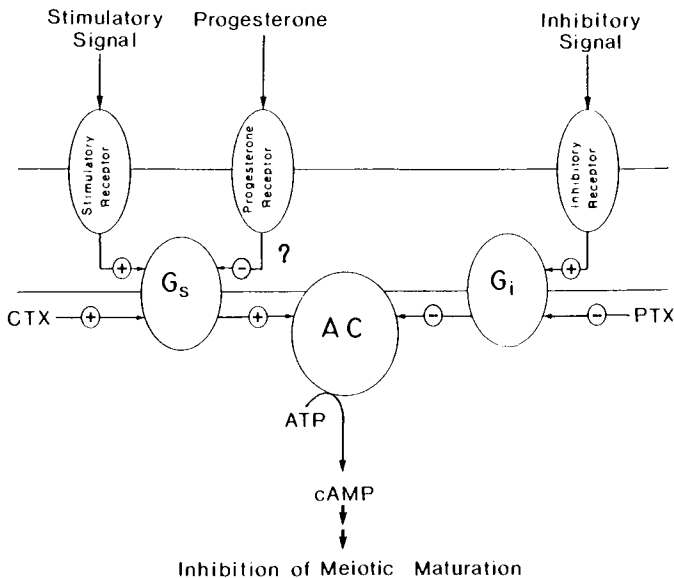 Stimulatory Signal
Progesterone
Inhibitory Signal
Stimulatory Receptor
Progesterone Receptor
Inhibitory Receptor
+
-
?
+
Gs
Gi
CTX
+
+
AC
-
-
PTX
ATP
cAMP
Inhibition of Meiotic Maturation